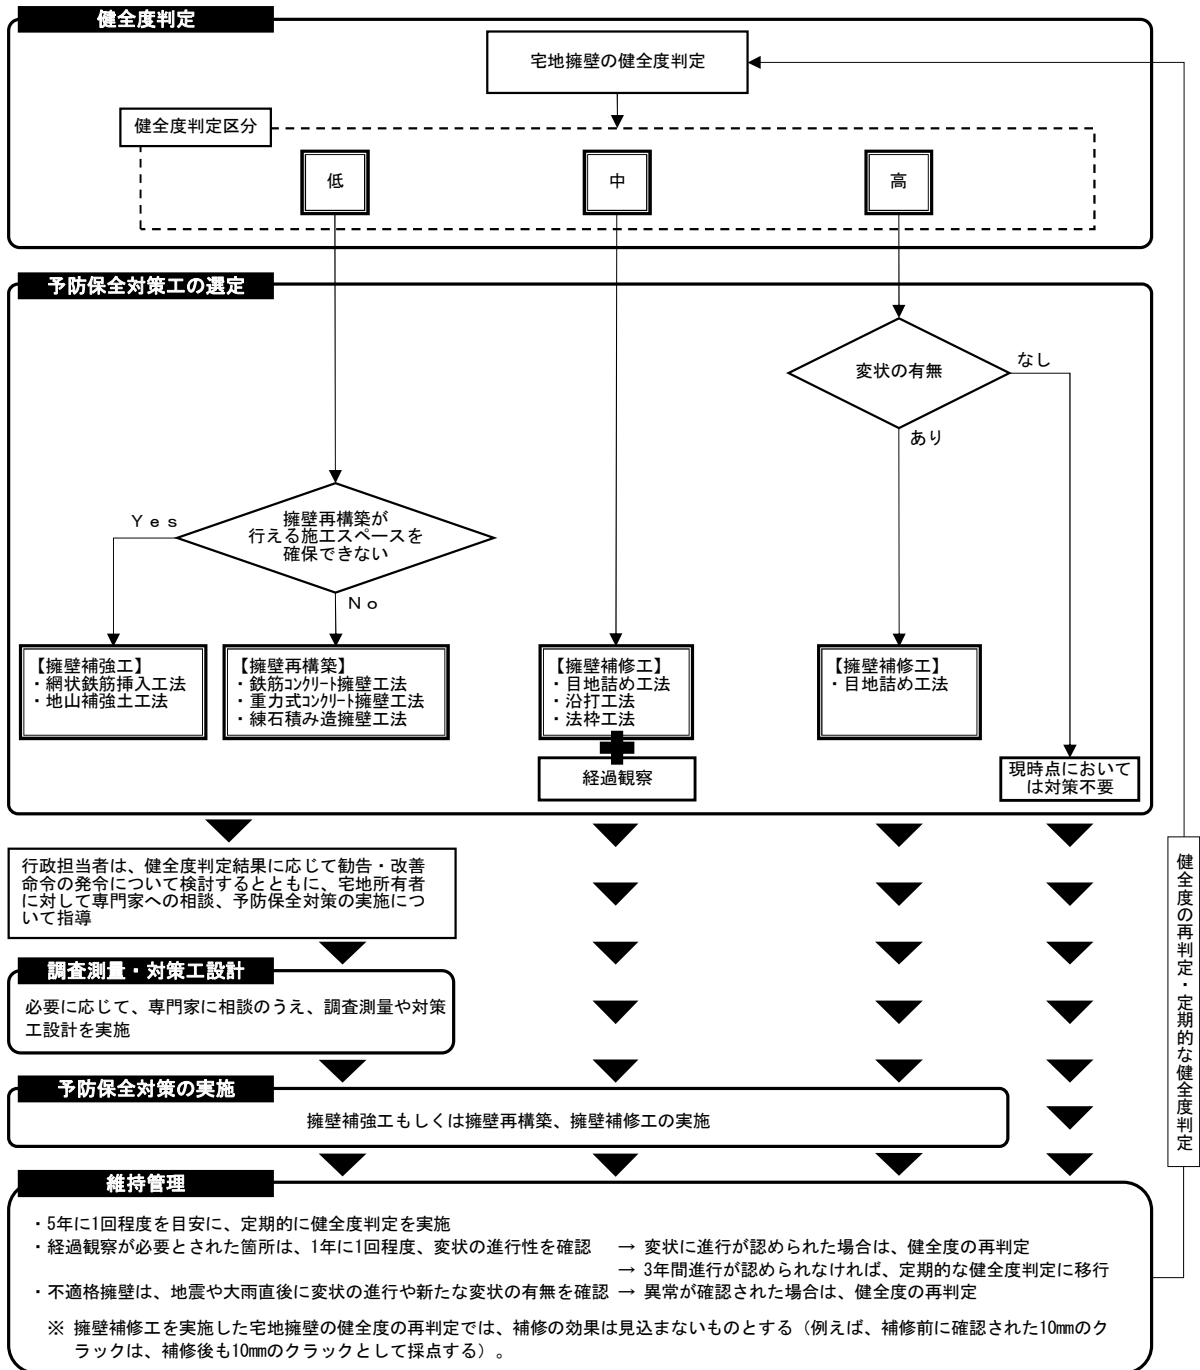 健全度判定
宅地擁壁の健全度判定
健全度判定区分
低
中
高
予防保全対策工の選定
変状の有無
なし
あり
擁壁再構築が
行える施工スペースを
確保できない
Yes
No
【擁壁補強工】
・網状鉄筋挿入工法
・地山補強土工法
【擁壁再構築】
・鉄筋コンクリート擁壁工法
・重力式コンクリート擁壁工法
・練石積み造擁壁工法
【擁壁補修工】
・目地詰め工法
・沿打工法
・法枠工法
経過観察
【擁壁補修工】
・目地詰め工法
現時点において
は対策不要
行政担当者は、健全度判定結果に応じて勧告・改善
命令の発令について検討するとともに、宅地所有者
に対して専門家への相談、予防保全対策の実施につ
いて指導
調査測量・対策工設計
必要に応じて、専門家に相談のうえ、調査測量や対策
工設計を実施
予防保全対策の実施
擁壁補強工もしくは擁壁再構築、擁壁補修工の実施
維持管理
・5年に1回程度を目安に、定期的に健全度判定を実施
・経過観察が必要とされた箇所は、1年に1回程度、変状の進行性を確認 → 変状に進行が認められた場合は、健全度の再判定
→ 3年間進行が認められなければ、定期的な健全度判定に移行
・不適格擁壁は、地震や大雨直後に変状の進行や新たな変状の有無を確認 → 異常が確認された場合は、健全度の再判定
※ 擁壁補修工を実施した宅地擁壁の健全度の再判定では、補修の効果は見込まないものとする（例えば、補修前に確認された10mmのク
ラックは、補修後も10mmのクラックとして採点する）。
健全度の再判定・定期的な健全度判定